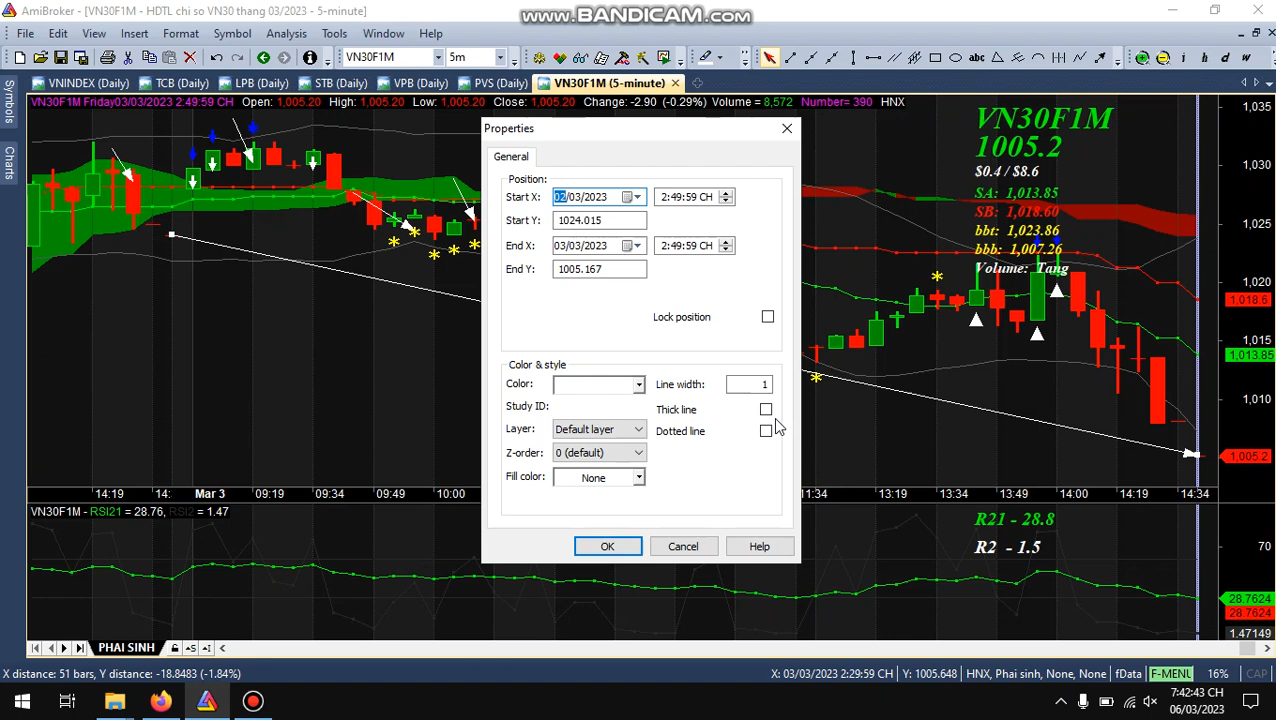 AmiBroker - [VN30F1M - HDTL chi so VN30 thang 03/2023 - 5-minute]
www.BANDICAM.com
File Edit View Insert Format Symbol Analysis Tools Window Help
VN30F1M 5m
abc
VNINDEX (Daily) TCB (Daily) LPB (Daily) STB (Daily) VPB (Daily) PVS (Daily) VN30F1M (5-minute)
Symbols
Charts
VN30F1M Friday03/03/2023 2:49:59 CH Open: 1,005.20 High: 1,005.20 Low: 1,005.20 Close: 1,005.20 Change: -2.90 (-0.29%) Volume = 8,572 Number= 390 HNX
VN30F1M
1005.2
$0.4 / $8.6
SA: 1,013.85
SB: 1,018.60
bbt: 1,023.86
bbb: 1,007.26
Volume: Tang
1,035
1,030
1,025
1,020
1,018.6
1,015
1,013.85
1,010
1,005.2
Properties
General
Position:
Start X: 02/03/2023 2:49:59 CH
Start Y: 1024.015
End X: 03/03/2023 2:49:59 CH
End Y: 1005.167
Lock position
Color & style
Color: Line width: 1
Study ID: Thick line
Layer: Default layer Dotted line
Z-order: 0 (default)
Fill color: None
OK Cancel Help
14:19 14: Mar 3 09:19 09:34 09:49 10:00 11:34 13:19 13:49 14:00 14:19 14:34
VN30F1M - RSI21 = 28.76, RSI2 = 1.47
R21 - 28.8
R2 - 1.5
70
28.7624
28.7624
1.47149
PHAI SINH
X distance: 51 bars, Y distance: -18.8483 (-1.84%) X: 03/03/2023 2:29:59 CH Y: 1005.648 HNX, Phai sinh, None, None fData F-MENU 16% CAP
7:42:43 CH
06/03/2023